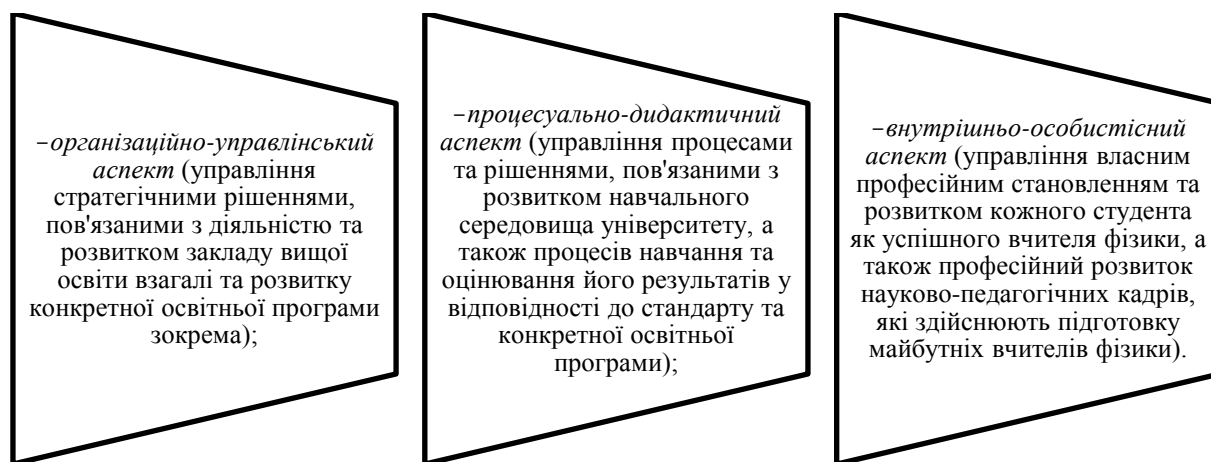 –організаційно-управлінський
аспект (управління
стратегічними рішеннями,
пов'язаними з діяльністю та
розвитком закладу вищої
освіти взагалі та розвитку
конкретної освітньої програми
зокрема);
–процесуально-дидактичний
аспект (управління процесами
та рішеннями, пов'язаними з
розвитком навчального
середовища університету, а
також процесів навчання та
оцінювання його результатів у
відповідності до стандарту та
конкретної освітньої
програми);
–внутрішньо-особистісний
аспект (управління власним
професійним становленням та
розвитком кожного студента
як успішного вчителя фізики, а
також професійний розвиток
науково-педагогічних кадрів,
які здійснюють підготовку
майбутніх вчителів фізики).